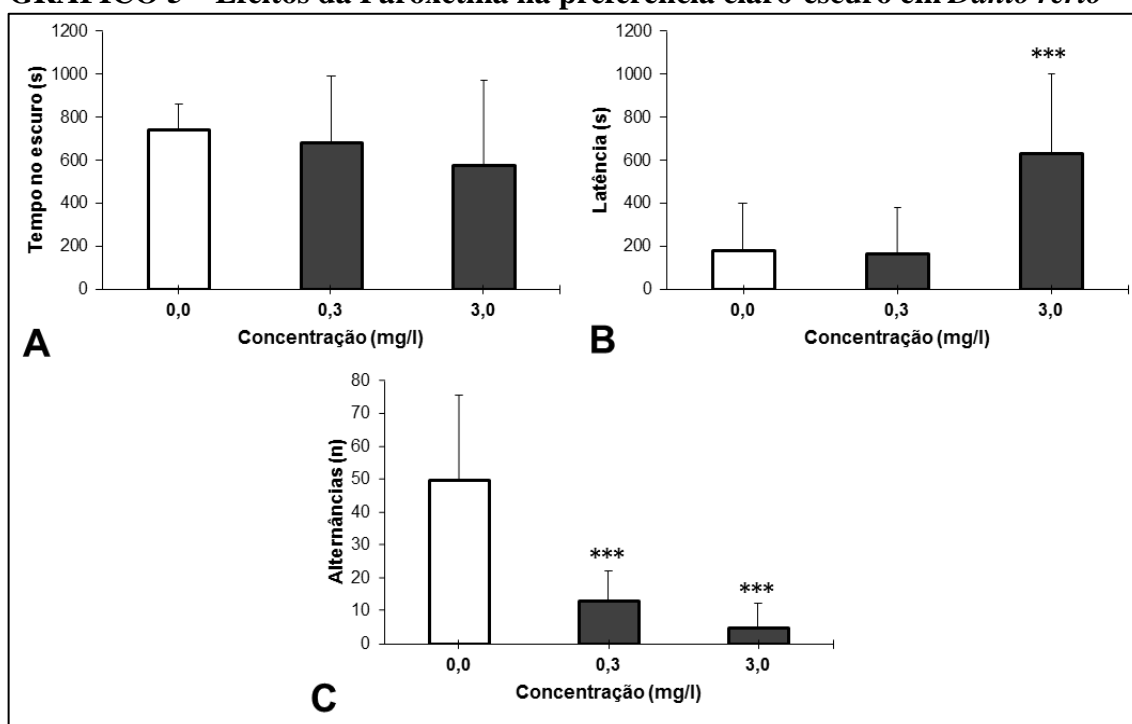 GRÁFICO – Efeitos da Paroxetina na preferência claro-escuro em Danio rerio
1200
1000
800
600
400
200
0
Tempo no escuro (s)
0,0 0,3 3,0
Concentração (mg/l)
A
1200
1000
800
600
400
200
0
Latência (s)
***
0,0 0,3 3,0
Concentração (mg/l)
B
80
70
60
50
40
30
20
10
0
Alternâncias (n)
*** ***
0,0 0,3 3,0
Concentração (mg/l)
C